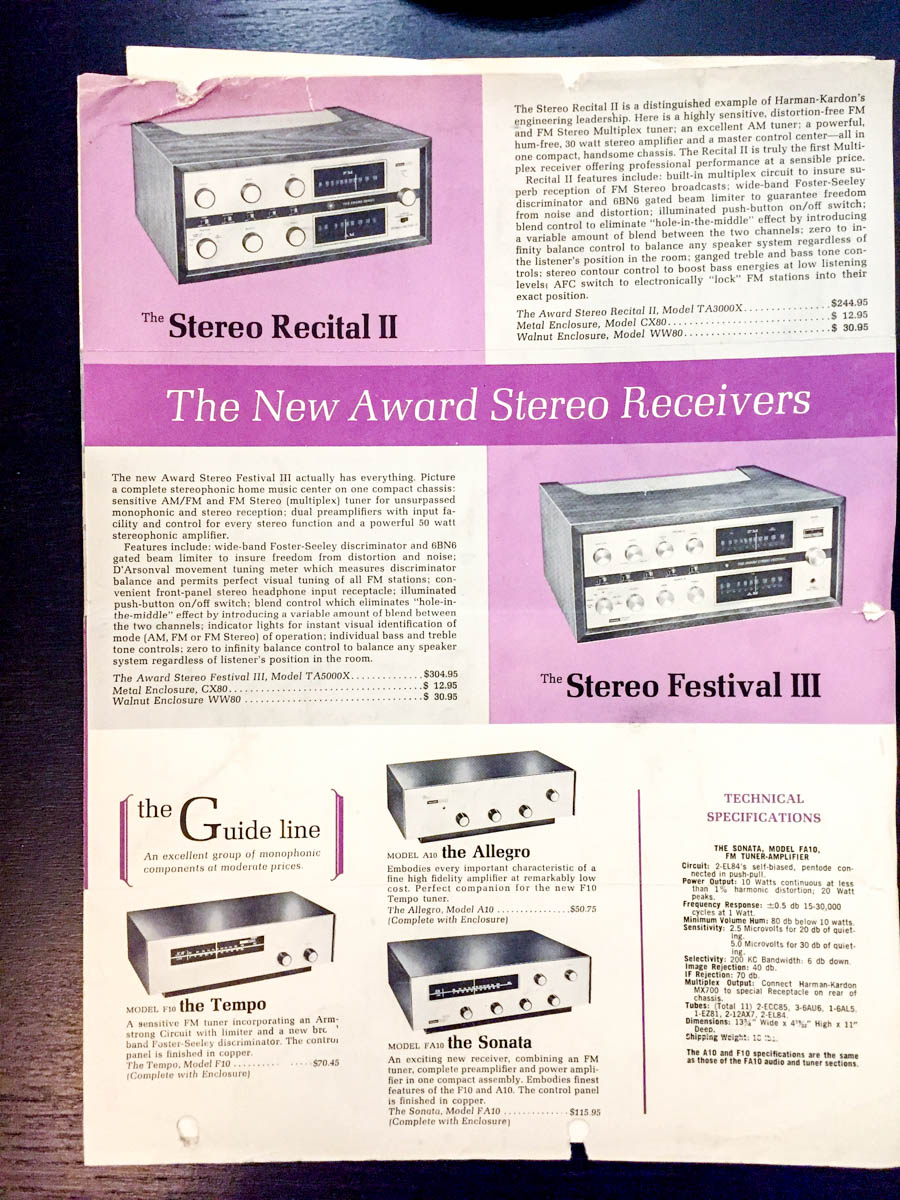 The Stereo Recital II is a distinguished example of Harman-Kardon's
engineering leadership. Here is a highly sensitive, distortion-free FM
and FM Stereo Multiplex tuner; an excellent AM tuner; a powerful,
hum-free, 30 watt stereo amplifier and a master control center—all in
one compact, handsome chassis. The Recital II is truly the first Multi-
plex receiver offering professional performance at a sensible price.
Recital II features include: built-in multiplex circuit to insure su-
perb reception of FM Stereo broadcasts; wide-band Foster-Seeley
discriminator and 6BN6 gated beam limiter to guarantee freedom
from noise and distortion; illuminated push-button on/off switch;
blend control to eliminate "hole-in-the-middle" effect by introducing
a variable amount of blend between the two channels; zero to in-
finity balance control to balance any speaker system regardless of
the listener's position in the room; ganged treble and bass tone con-
trols; stereo contour control to boost bass energies at low listening
levels; AFC switch to electronically "lock" FM stations into their
exact position.
The Award Stereo Recital II, Model TA3000X...............$244.95
Metal Enclosure, Model CX80...............$ 12.95
Walnut Enclosure, Model WW80...............$ 30.95
The Stereo Recital II
The New Award Stereo Receivers
The new Award Stereo Festival III actually has everything. Picture
a complete stereophonic home music center on one compact chassis:
sensitive AM/FM and FM Stereo (multiplex) tuner for unsurpassed
monophonic and stereo reception; dual preamplifiers with input fa-
cility and control for every stereo function and a powerful 50 watt
stereophonic amplifier.
Features include: wide-band Foster-Seeley discriminator and 6BN6
gated beam limiter to insure freedom from distortion and noise;
D'Arsonval movement tuning meter which measures discriminator
balance and permits perfect visual tuning of all FM stations; con-
venient front-panel stereo headphone input receptacle; illuminated
push-button on/off switch; blend control which eliminates "hole-in-
the-middle" effect by introducing a variable amount of blend between
the two channels; indicator lights for instant visual identification of
mode (AM, FM or FM Stereo) of operation; individual bass and treble
tone controls; zero to infinity balance control to balance any speaker
system regardless of listener's position in the room.
The Award Stereo Festival III, Model TA5000X.............$304.95
Metal Enclosure, CX80...............$ 12.95
Walnut Enclosure WW80...............$ 30.95
The Stereo Festival III
the Guide line
An excellent group of monophonic
components at moderate prices.
MODEL F10 the Tempo
A sensitive FM tuner incorporating an Arm-
strong Circuit with limiter and a new
band Foster-Seeley discriminator. The control
panel is finished in copper.
The Tempo, Model F10...............$70.45
(Complete with Enclosure)
MODEL A10 the Allegro
Embodies every important characteristic of a
fine high fidelity amplifier at remarkably low
cost. Perfect companion for the new F10
Tempo tuner.
The Allegro, Model A10...............$50.75
(Complete with Enclosure)
MODEL FA10 the Sonata
An exciting new receiver, combining an FM
tuner, complete preamplifier and power ampli-
fier in one compact assembly. Embodies finest
features of the F10 and A10. The control panel
is finished in copper.
The Sonata, Model FA10...............$115.95
(Complete with Enclosure)
TECHNICAL
SPECIFICATIONS
THE SONATA, MODEL FA10,
FM TUNER-AMPLIFIER
Circuit: 2-EL84's self-biased, pentode con-
nected in push-pull.
Power Output: 10 Watts continuous at less
than 1% harmonic distortion; 20 Watt
peaks.
Frequency Response: ±0.5 db 15-30,000
cycles at 1 Watt.
Minimum Volume Hum: 80 db below 10 watts.
Sensitivity: 2.5 Microvolts for 20 db of quiet-
ing.
5.0 Microvolts for 30 db of quiet-
ing.
Selectivity: 200 KC Bandwidth: 6 db down.
Image Rejection: 40 db.
IF Rejection: 70 db.
Multiplex Output: Connect Harman-Kardon
MX700 to special Receptacle on rear of
chassis.
Tubes: (Total 11) 2-ECC85, 3-6AU6, 1-6AL5,
1-EZ81, 2-12AX7, 2-EL84.
Dimensions: 13¾" Wide x High x 11"
Deep.
Shipping Weight:
The A10 and F10 specifications are the same
as those of the FA10 audio and tuner sections.